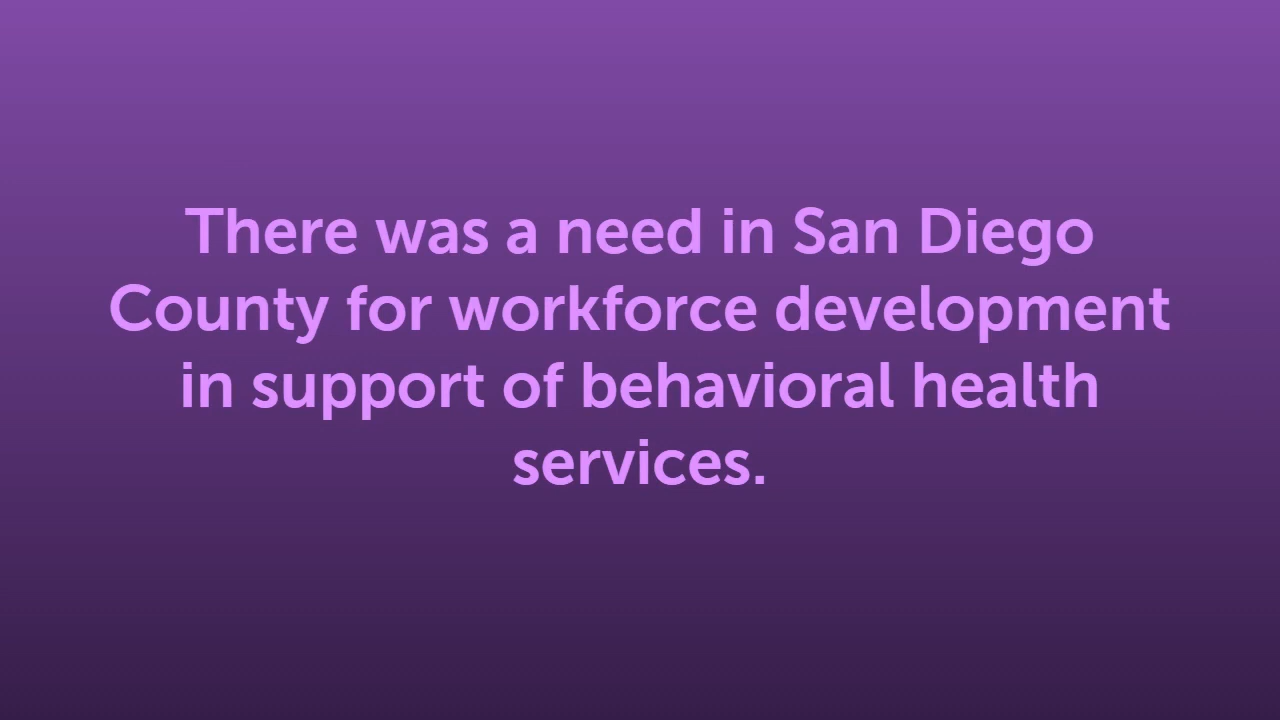 There was a need in San Diego
County for workforce development
in support of behavioral health
services.